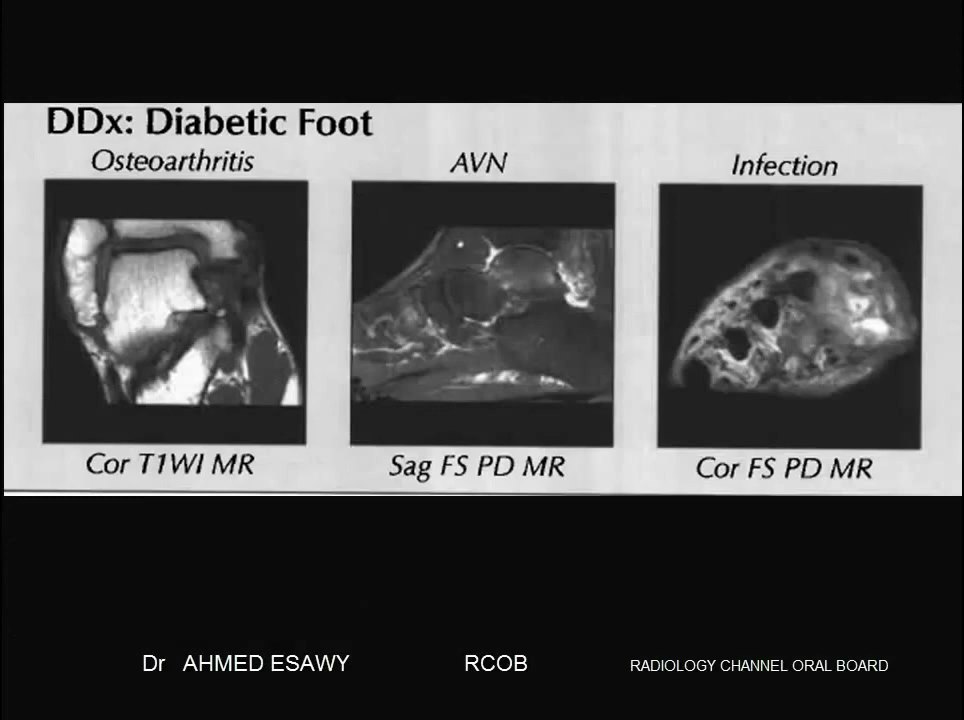 DDx: Diabetic Foot
Osteoarthritis AVN Infection
Cor T1WI MR Sag FS PD MR Cor FS PD MR
Dr AHMED ESAWY RCOB RADIOLOGY CHANNEL ORAL BOARD